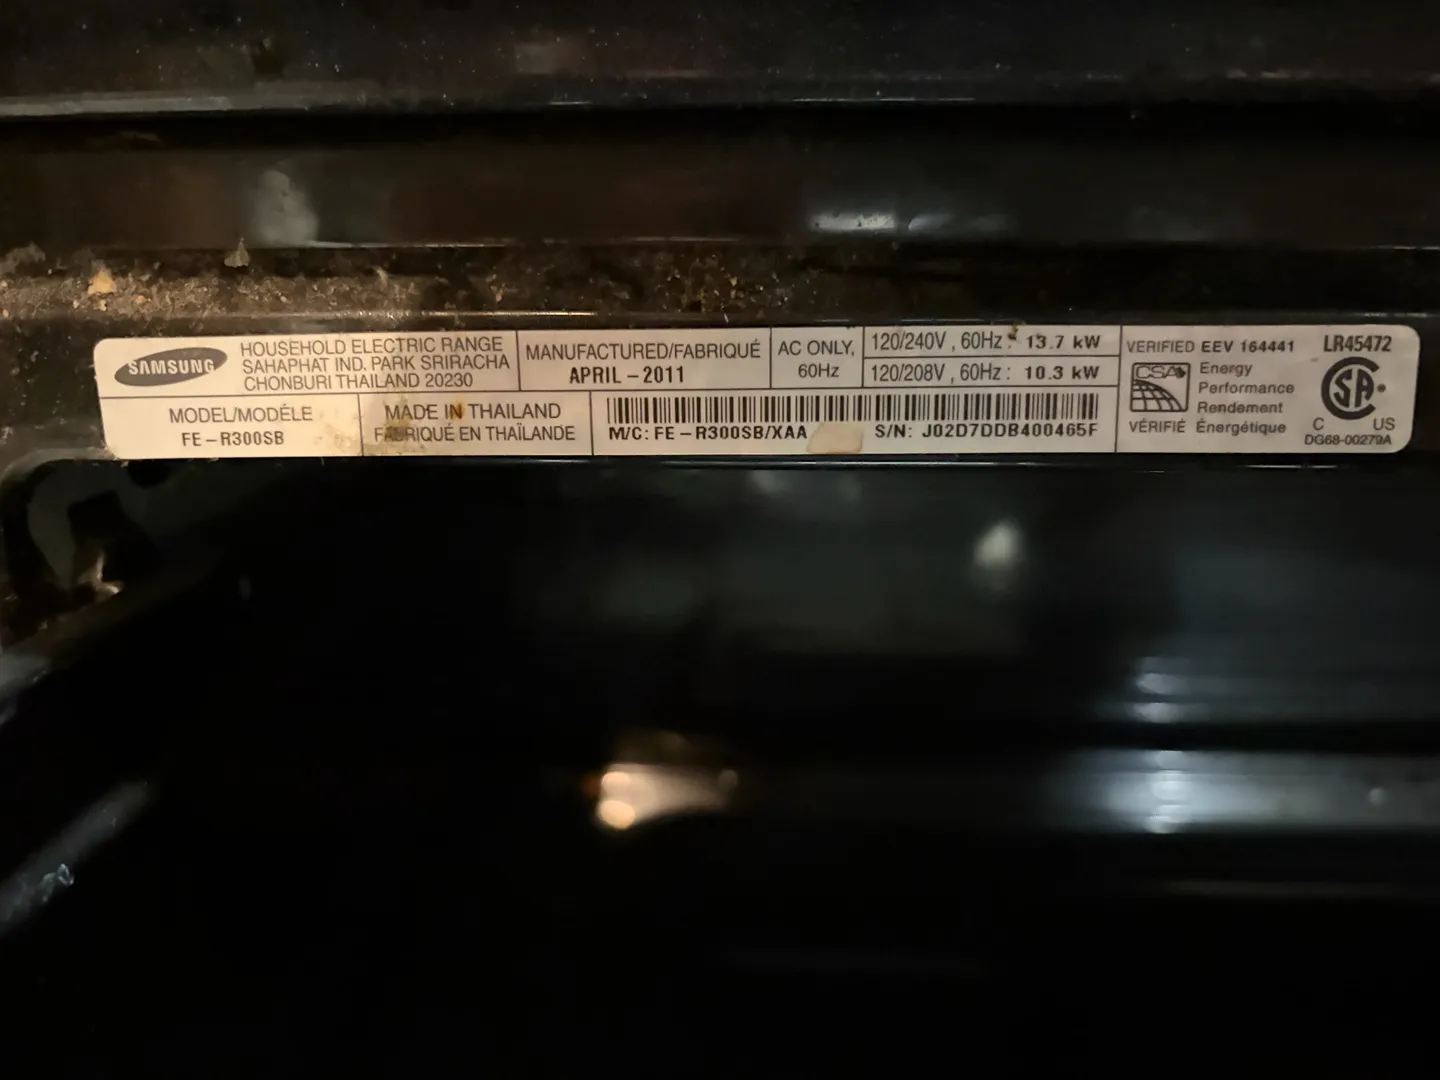 SAMSUNG
HOUSEHOLD ELECTRIC RANGE
SAHAPHAT IND. PARK SRIRACHA
CHONBURI THAILAND 20230
MANUFACTURED/FABRIQUÉ
APRIL – 2011
AC ONLY,
60Hz
120/240V , 60Hz : 13.7 kW
120/208V , 60Hz : 10.3 kW
MODEL/MODÉLE
FE – R300SB
MADE IN THAILAND
FABRIQUÉ EN THAÏLANDE
M/C: FE – R300SB/XAA
S/N: J02D7DDB400465F
VERIFIED EEV 164441
CSA
Energy
Performance
Rendement
VÉRIFIÉ Énergétique
LR45472
SA
C US
DG68-00279A